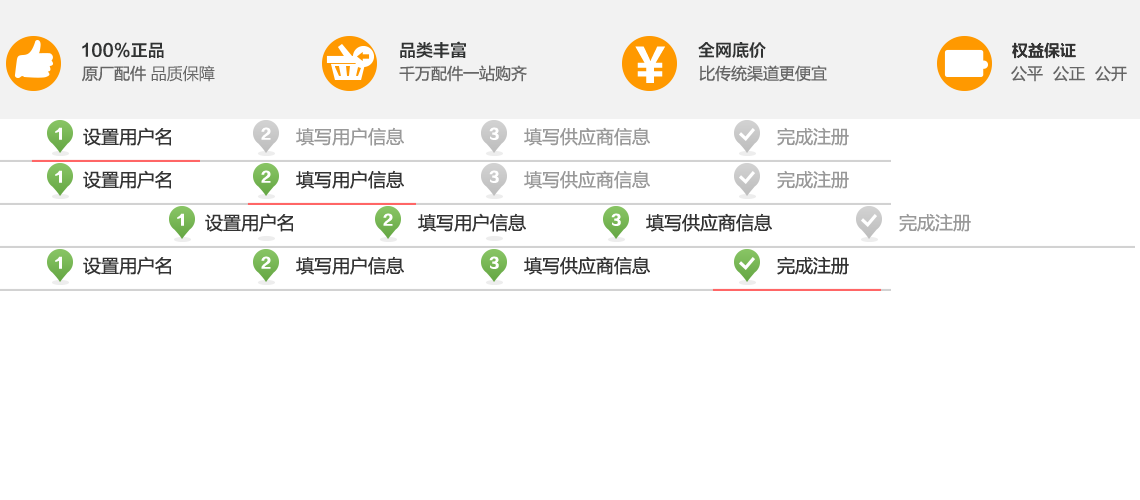 100%正品 品类丰富 全网底价 权益保证
原厂配件 品质保障 千万配件一站购齐 比传统渠道更便宜 公平 公正 公开
1 设置用户名 2 填写用户信息 3 填写供应商信息 完成注册
1 设置用户名 2 填写用户信息 3 填写供应商信息 完成注册
1 设置用户名 2 填写用户信息 3 填写供应商信息 完成注册
1 设置用户名 2 填写用户信息 3 填写供应商信息 完成注册